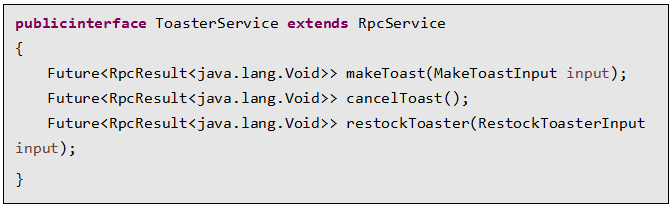 publicinterface ToasterService extends RpcService
{
Future<RpcResult<java.lang.Void>> makeToast(MakeToastInput input);
Future<RpcResult<java.lang.Void>> cancelToast();
Future<RpcResult<java.lang.Void>> restockToaster(RestockToasterInput
input);
}